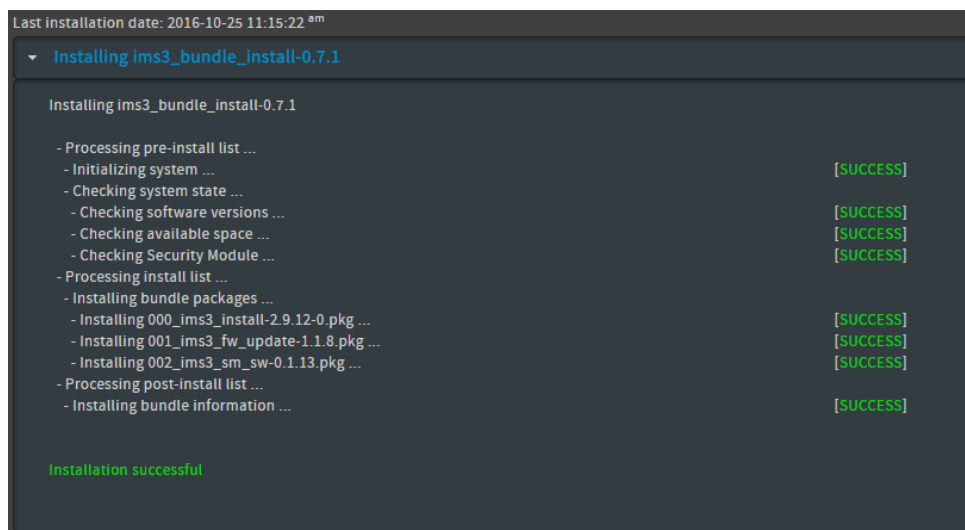 Last installation date: 2016-10-25 11:15:22 am
Installing ims3_bundle_install-0.7.1
Installing ims3_bundle_install-0.7.1
- Processing pre-install list ...
- Initializing system ... [SUCCESS]
- Checking system state ...
- Checking software versions ... [SUCCESS]
- Checking available space ... [SUCCESS]
- Checking Security Module ... [SUCCESS]
- Processing install list ...
- Installing bundle packages ...
- Installing 000_ims3_install-2.9.12-0.pkg ... [SUCCESS]
- Installing 001_ims3_fw_update-1.1.8.pkg ... [SUCCESS]
- Installing 002_ims3_sm_sw-0.1.13.pkg ... [SUCCESS]
- Processing post-install list ...
- Installing bundle information ... [SUCCESS]
Installation successful